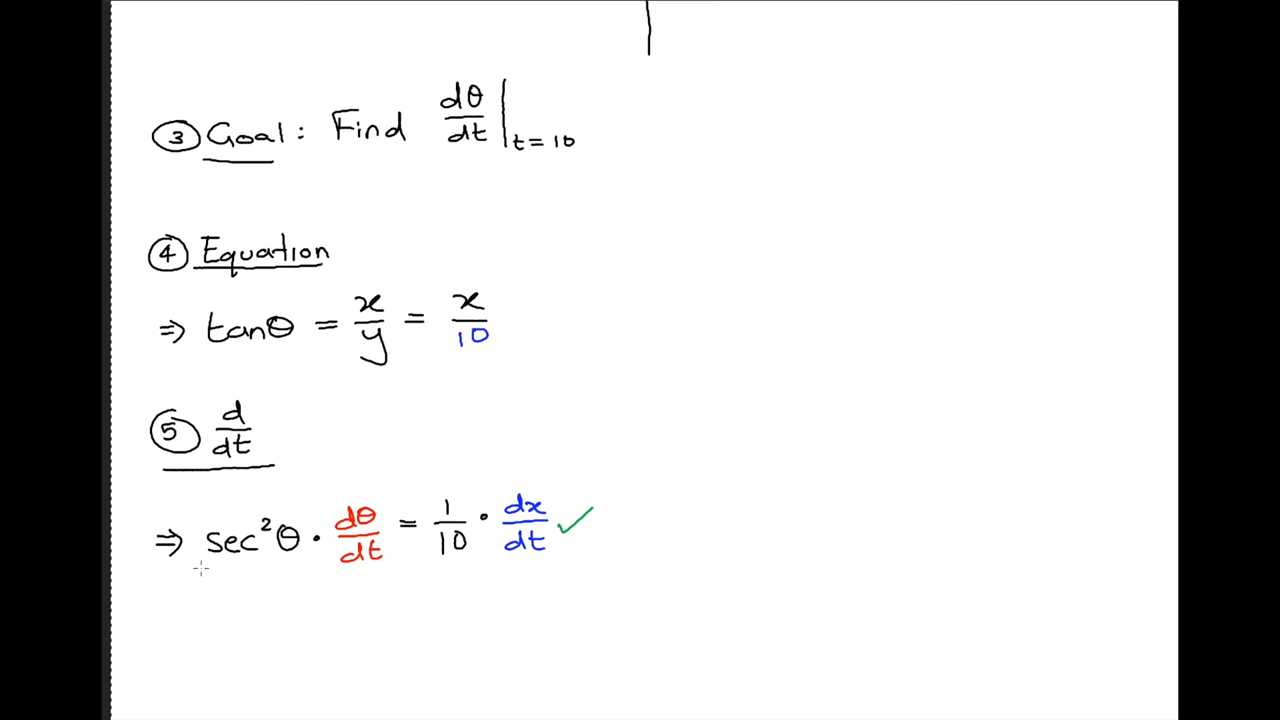 ③ Goal: Find dθ/dt |t=10
④ Equation
⇒ tanθ = x/y = x/10
⑤ d/dt
⇒ sec²θ · dθ/dt = 1/10 · dx/dt ✓